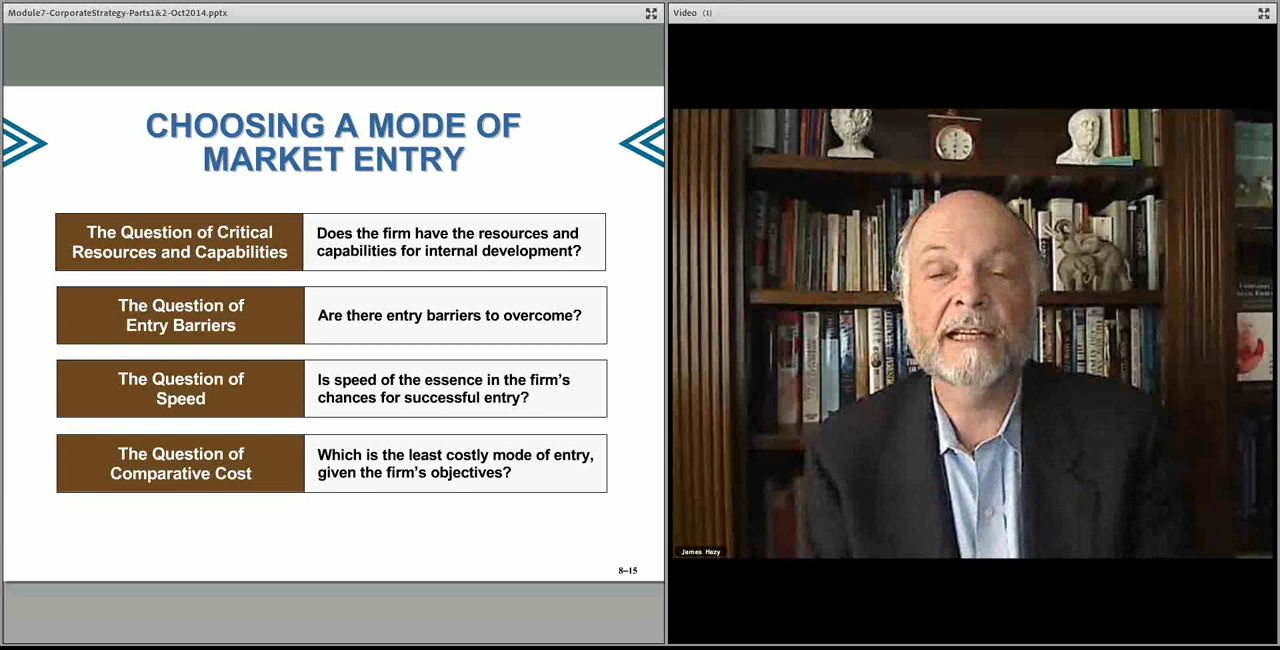 Module7-CorporateStrategy-Parts1&2-Oct2014.pptx
CHOOSING A MODE OF
MARKET ENTRY
The Question of Critical
Resources and Capabilities
Does the firm have the resources and
capabilities for internal development?
The Question of
Entry Barriers
Are there entry barriers to overcome?
The Question of
Speed
Is speed of the essence in the firm's
chances for successful entry?
The Question of
Comparative Cost
Which is the least costly mode of entry,
given the firm's objectives?
8–15
Video (1)
James Hazy